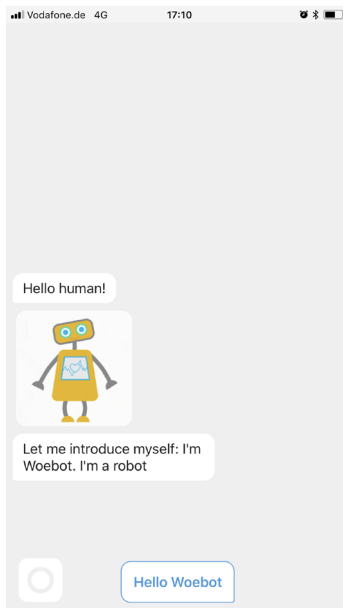 Vodafone.de 4G 17:10
Hello human!
Let me introduce myself: I'm
Woebot. I'm a robot
Hello Woebot